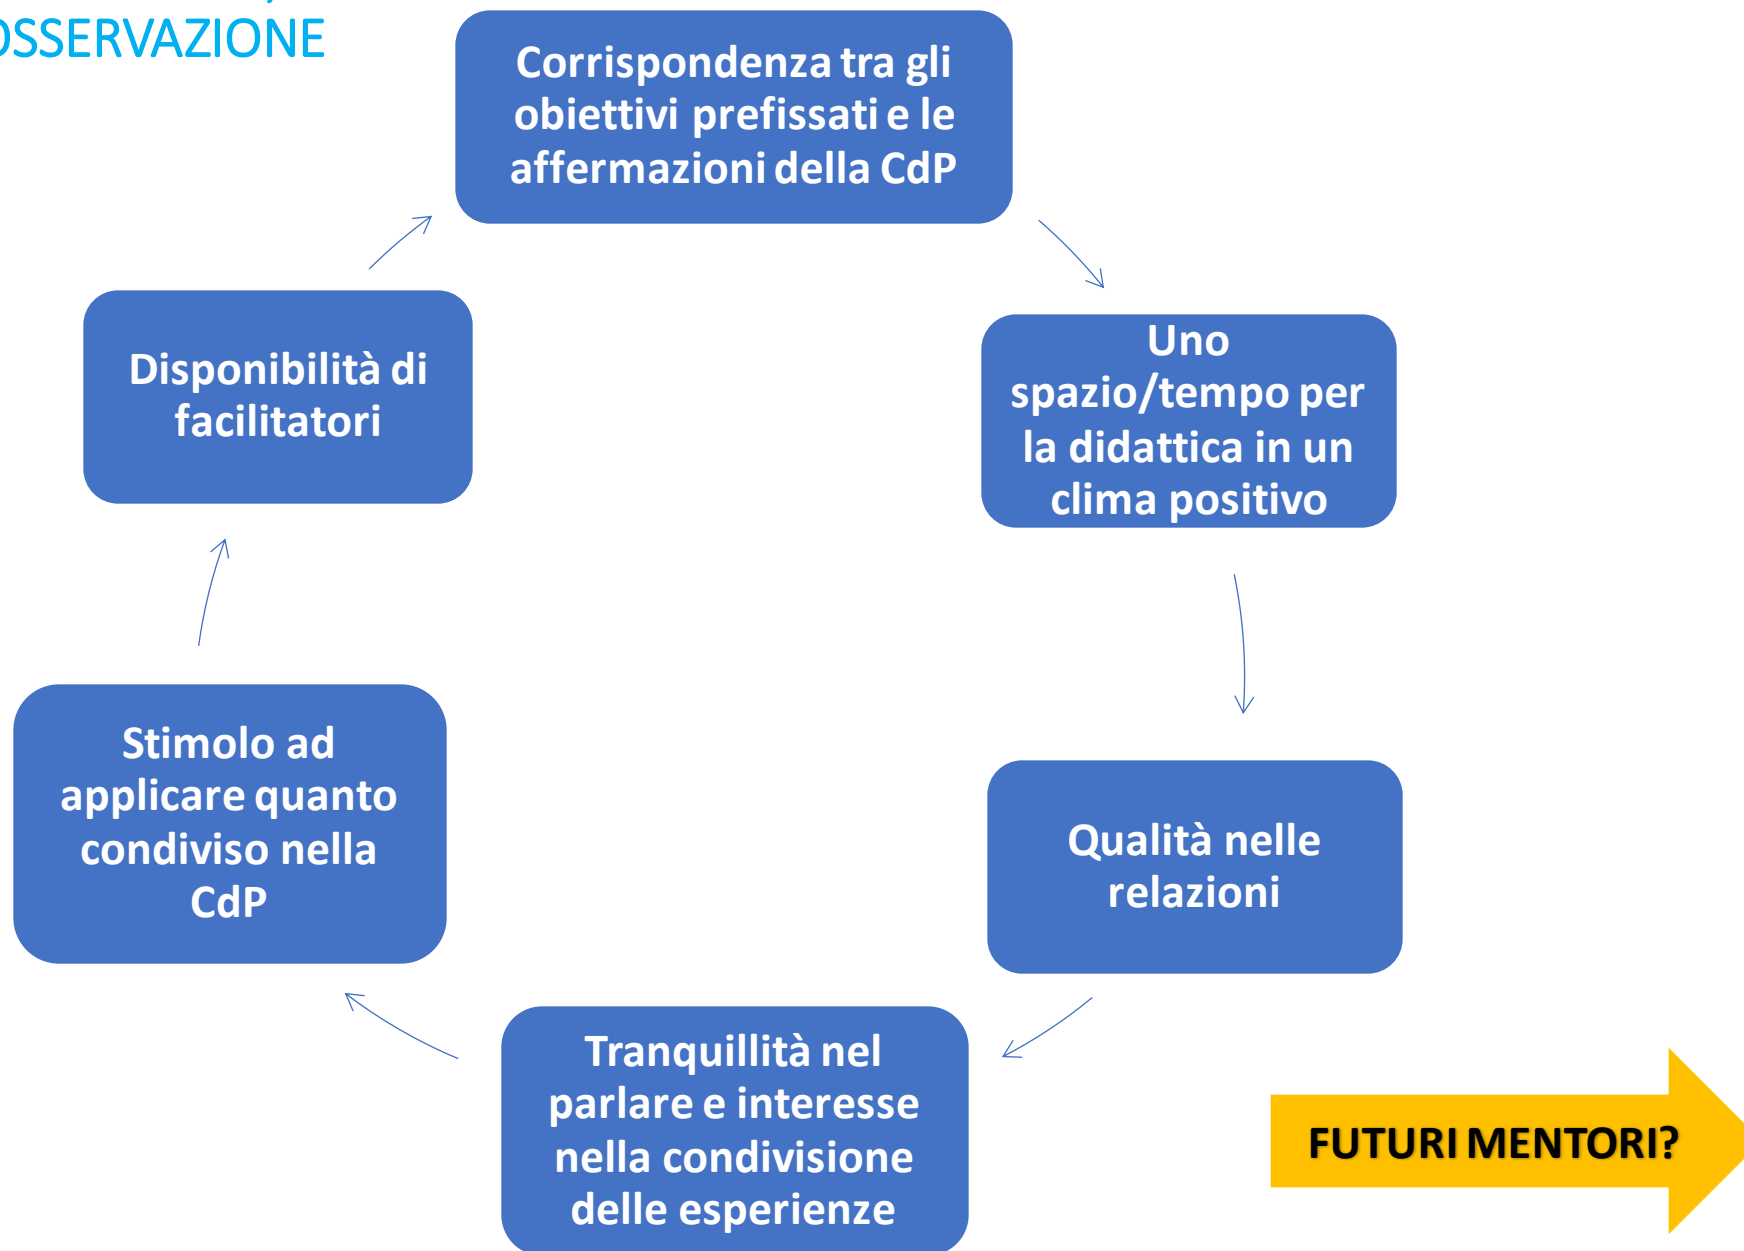 OSSERVAZIONE
Corrispondenza tra gli
obiettivi prefissati e le
affermazioni della CdP
Uno
spazio/tempo per
la didattica in un
clima positivo
Qualità nelle
relazioni
Tranquillità nel
parlare e interesse
nella condivisione
delle esperienze
Stimolo ad
applicare quanto
condiviso nella
CdP
Disponibilità di
facilitatori
FUTURI MENTORI?